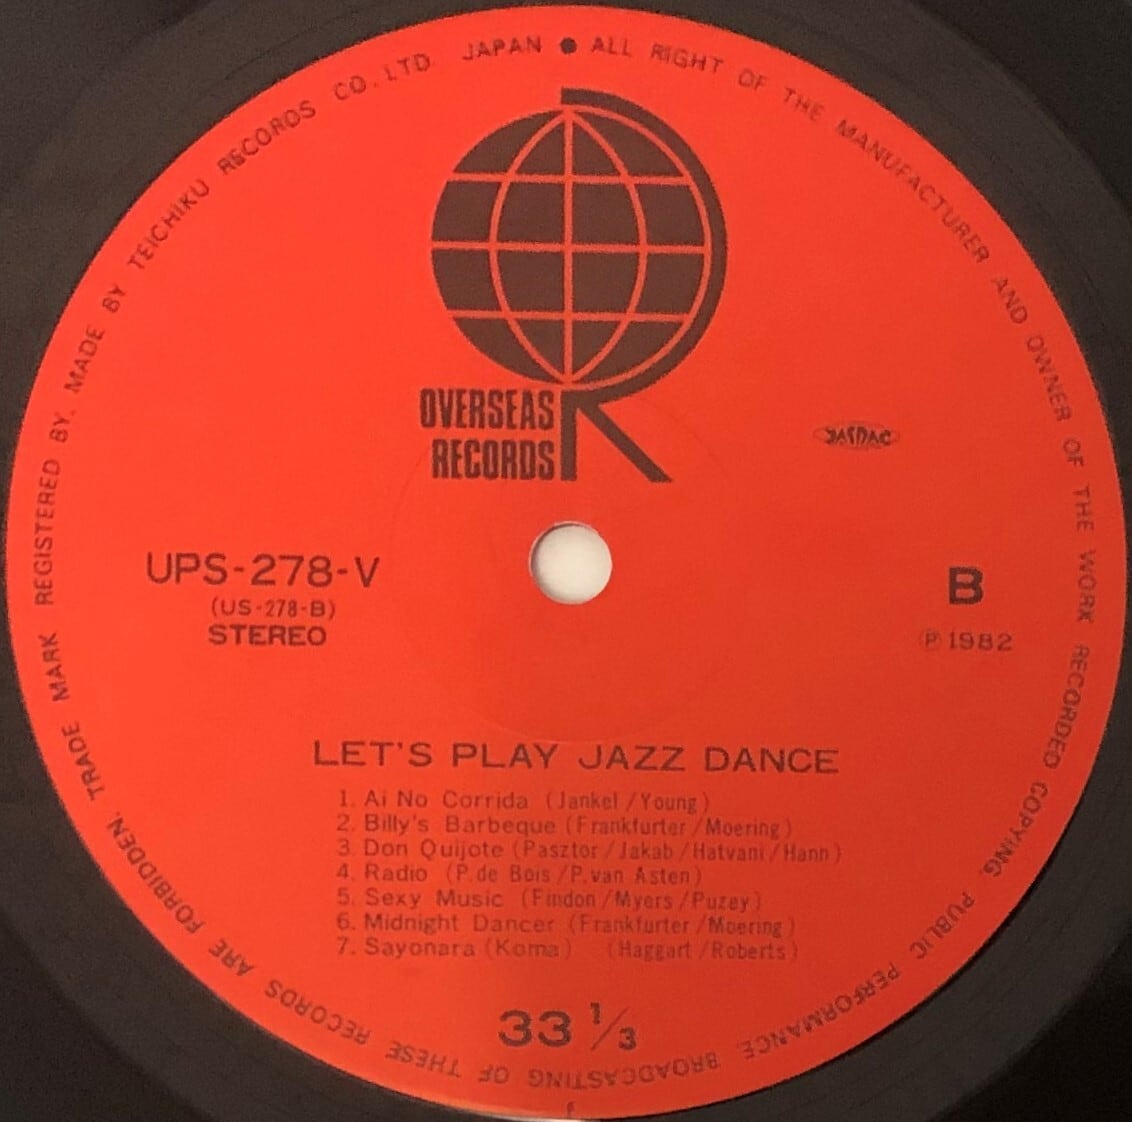 MADE BY TEICHIKU RECORDS CO. LTD. JAPAN ● ALL RIGHT OF THE MANUFACTURER AND OWNER OF THE WORK RECORDED COPYING. PUBLIC PERFORMANCE BROADCASTING OF THESE RECORDS ARE FORBIDDEN. TRADE MARK REGISTERED BY.
OVERSEAS
RECORDS
R
JASRAC
UPS-278-V
(US-278-B)
STEREO
B
Ⓟ 1982
LET'S PLAY JAZZ DANCE
1. Ai No Corrida (Jankel/Young)
2. Billy's Barbeque (Frankfurter/Moering)
3. Don Quijote (Pasztor/Jakab/Hatvani/Hann)
4. Radio (P. de Bois/P. van Asten)
5. Sexy Music (Findon/Myers/Puzey)
6. Midnight Dancer (Frankfurter/Moering)
7. Sayonara (Koma) (Haggart/Roberts)
33 1/3